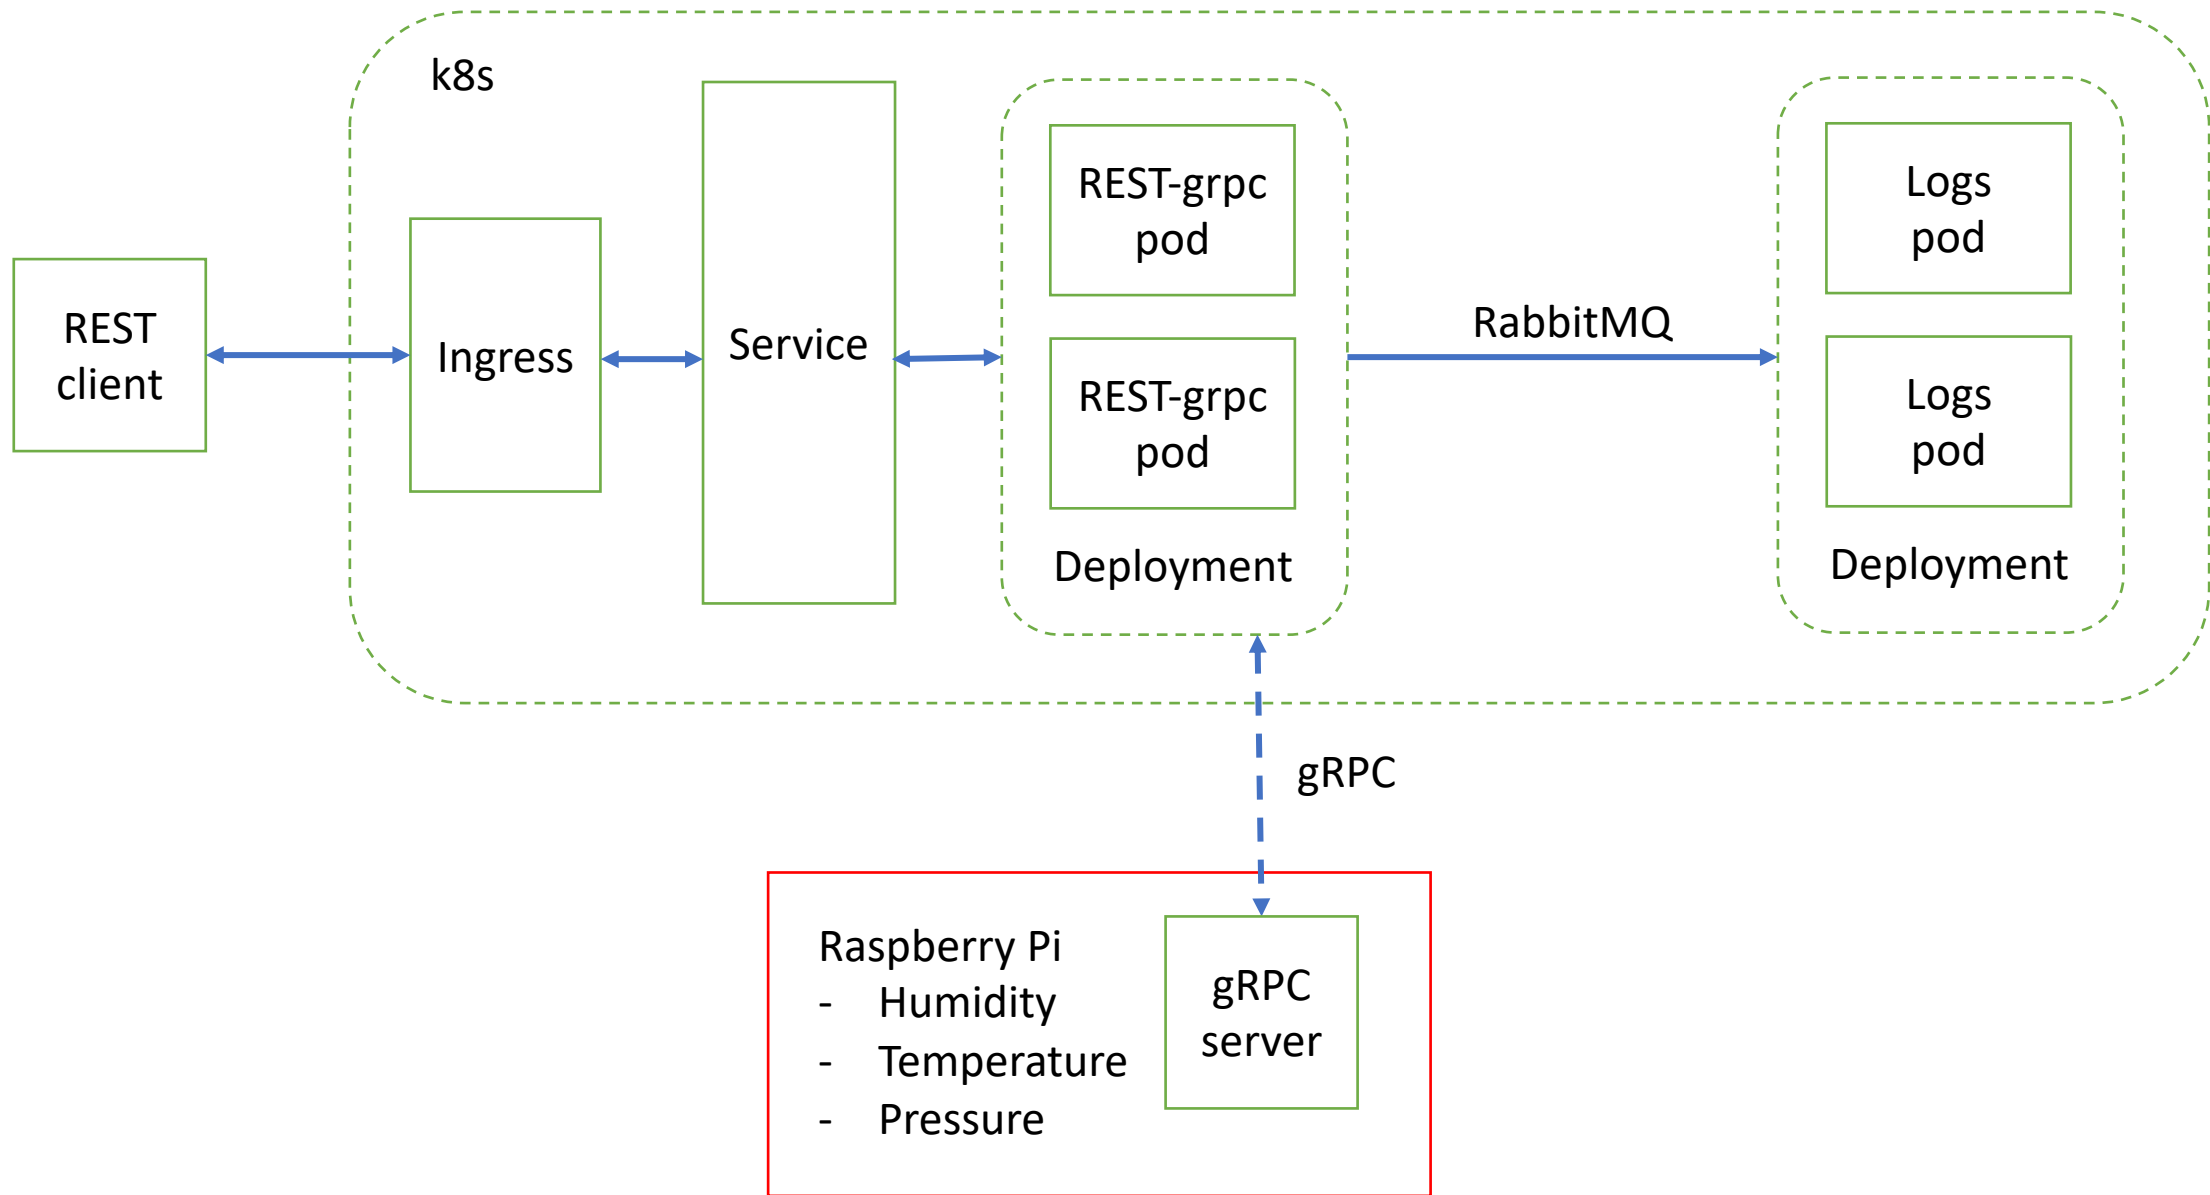 k8s
REST
client
Ingress
Service
REST-grpc
pod
REST-grpc
pod
Deployment
RabbitMQ
Logs
pod
Logs
pod
Deployment
gRPC
Raspberry Pi
- Humidity
- Temperature
- Pressure
gRPC
server